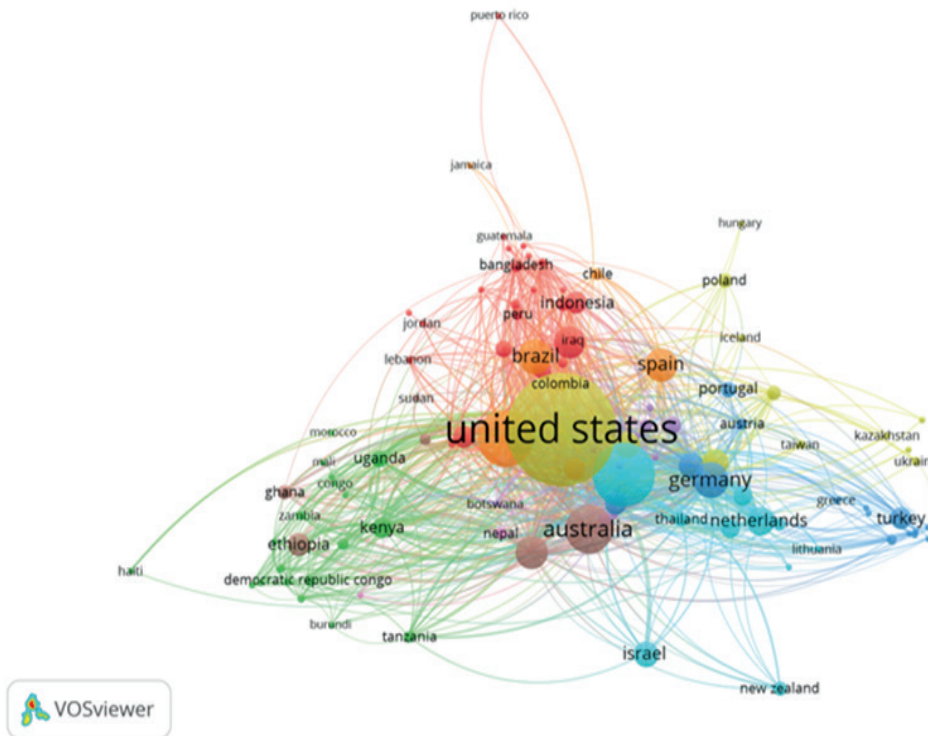 puerto rico
jamaica
hungary
guatemala
bangladesh
chile
poland
indonesia
peru
jordan
iraq
iceland
brazil
lebanon
spain
colombia
portugal
sudan
austria
united states
morocco
taiwan
kazakhstan
mali
uganda
ukrain
congo
germany
ghana
botswana
greece
zambia
kenya
nepal
australia
thailand
netherlands
turkey
ethiopia
lithuania
haiti
democratic republic congo
burundi
tanzania
israel
new zealand
VOSviewer